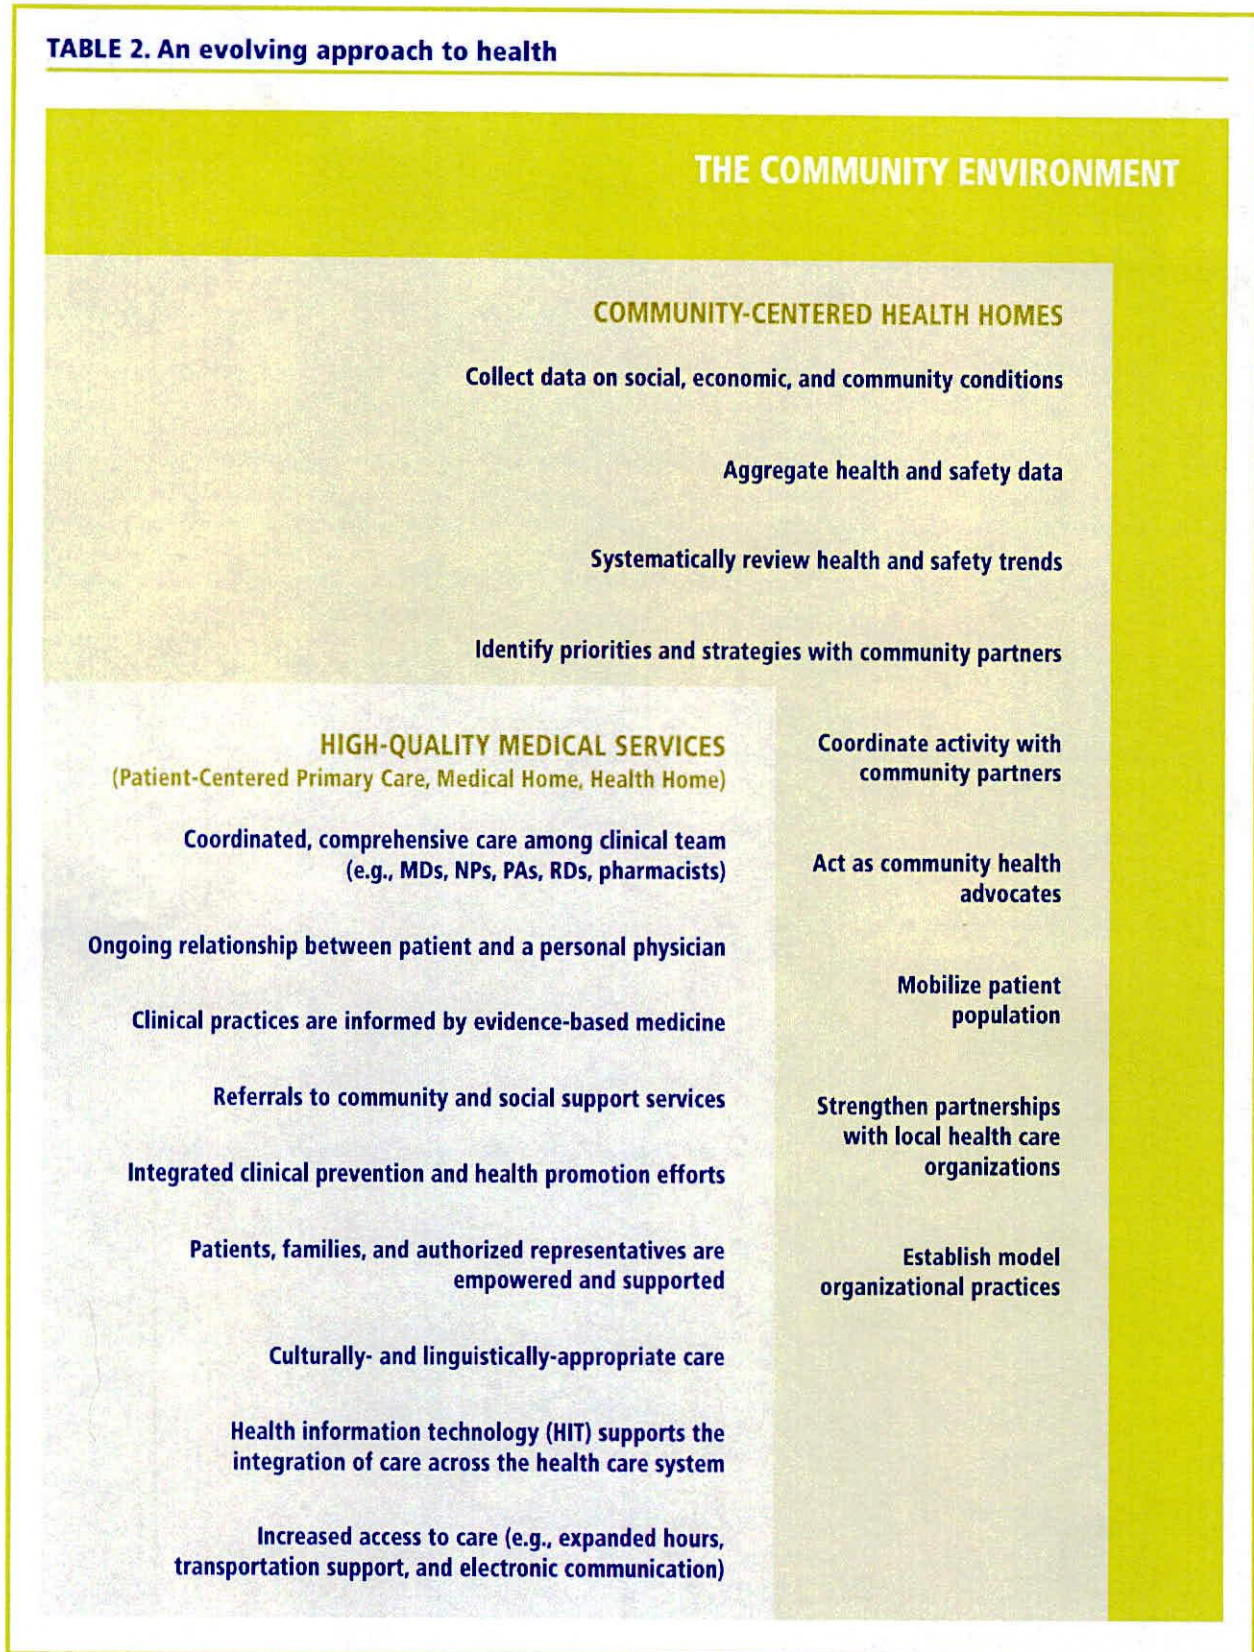 TABLE 2. An evolving approach to health
THE COMMUNITY ENVIRONMENT
COMMUNITY-CENTERED HEALTH HOMES
Collect data on social, economic, and community conditions
Aggregate health and safety data
Systematically review health and safety trends
Identify priorities and strategies with community partners
Coordinate activity with
community partners
Act as community health
advocates
Mobilize patient
population
Strengthen partnerships
with local health care
organizations
Establish model
organizational practices
HIGH-QUALITY MEDICAL SERVICES
(Patient-Centered Primary Care, Medical Home, Health Home)
Coordinated, comprehensive care among clinical team
(e.g., MDs, NPs, PAs, RDs, pharmacists)
Ongoing relationship between patient and a personal physician
Clinical practices are informed by evidence-based medicine
Referrals to community and social support services
Integrated clinical prevention and health promotion efforts
Patients, families, and authorized representatives are
empowered and supported
Culturally- and linguistically-appropriate care
Health information technology (HIT) supports the
integration of care across the health care system
Increased access to care (e.g., expanded hours,
transportation support, and electronic communication)